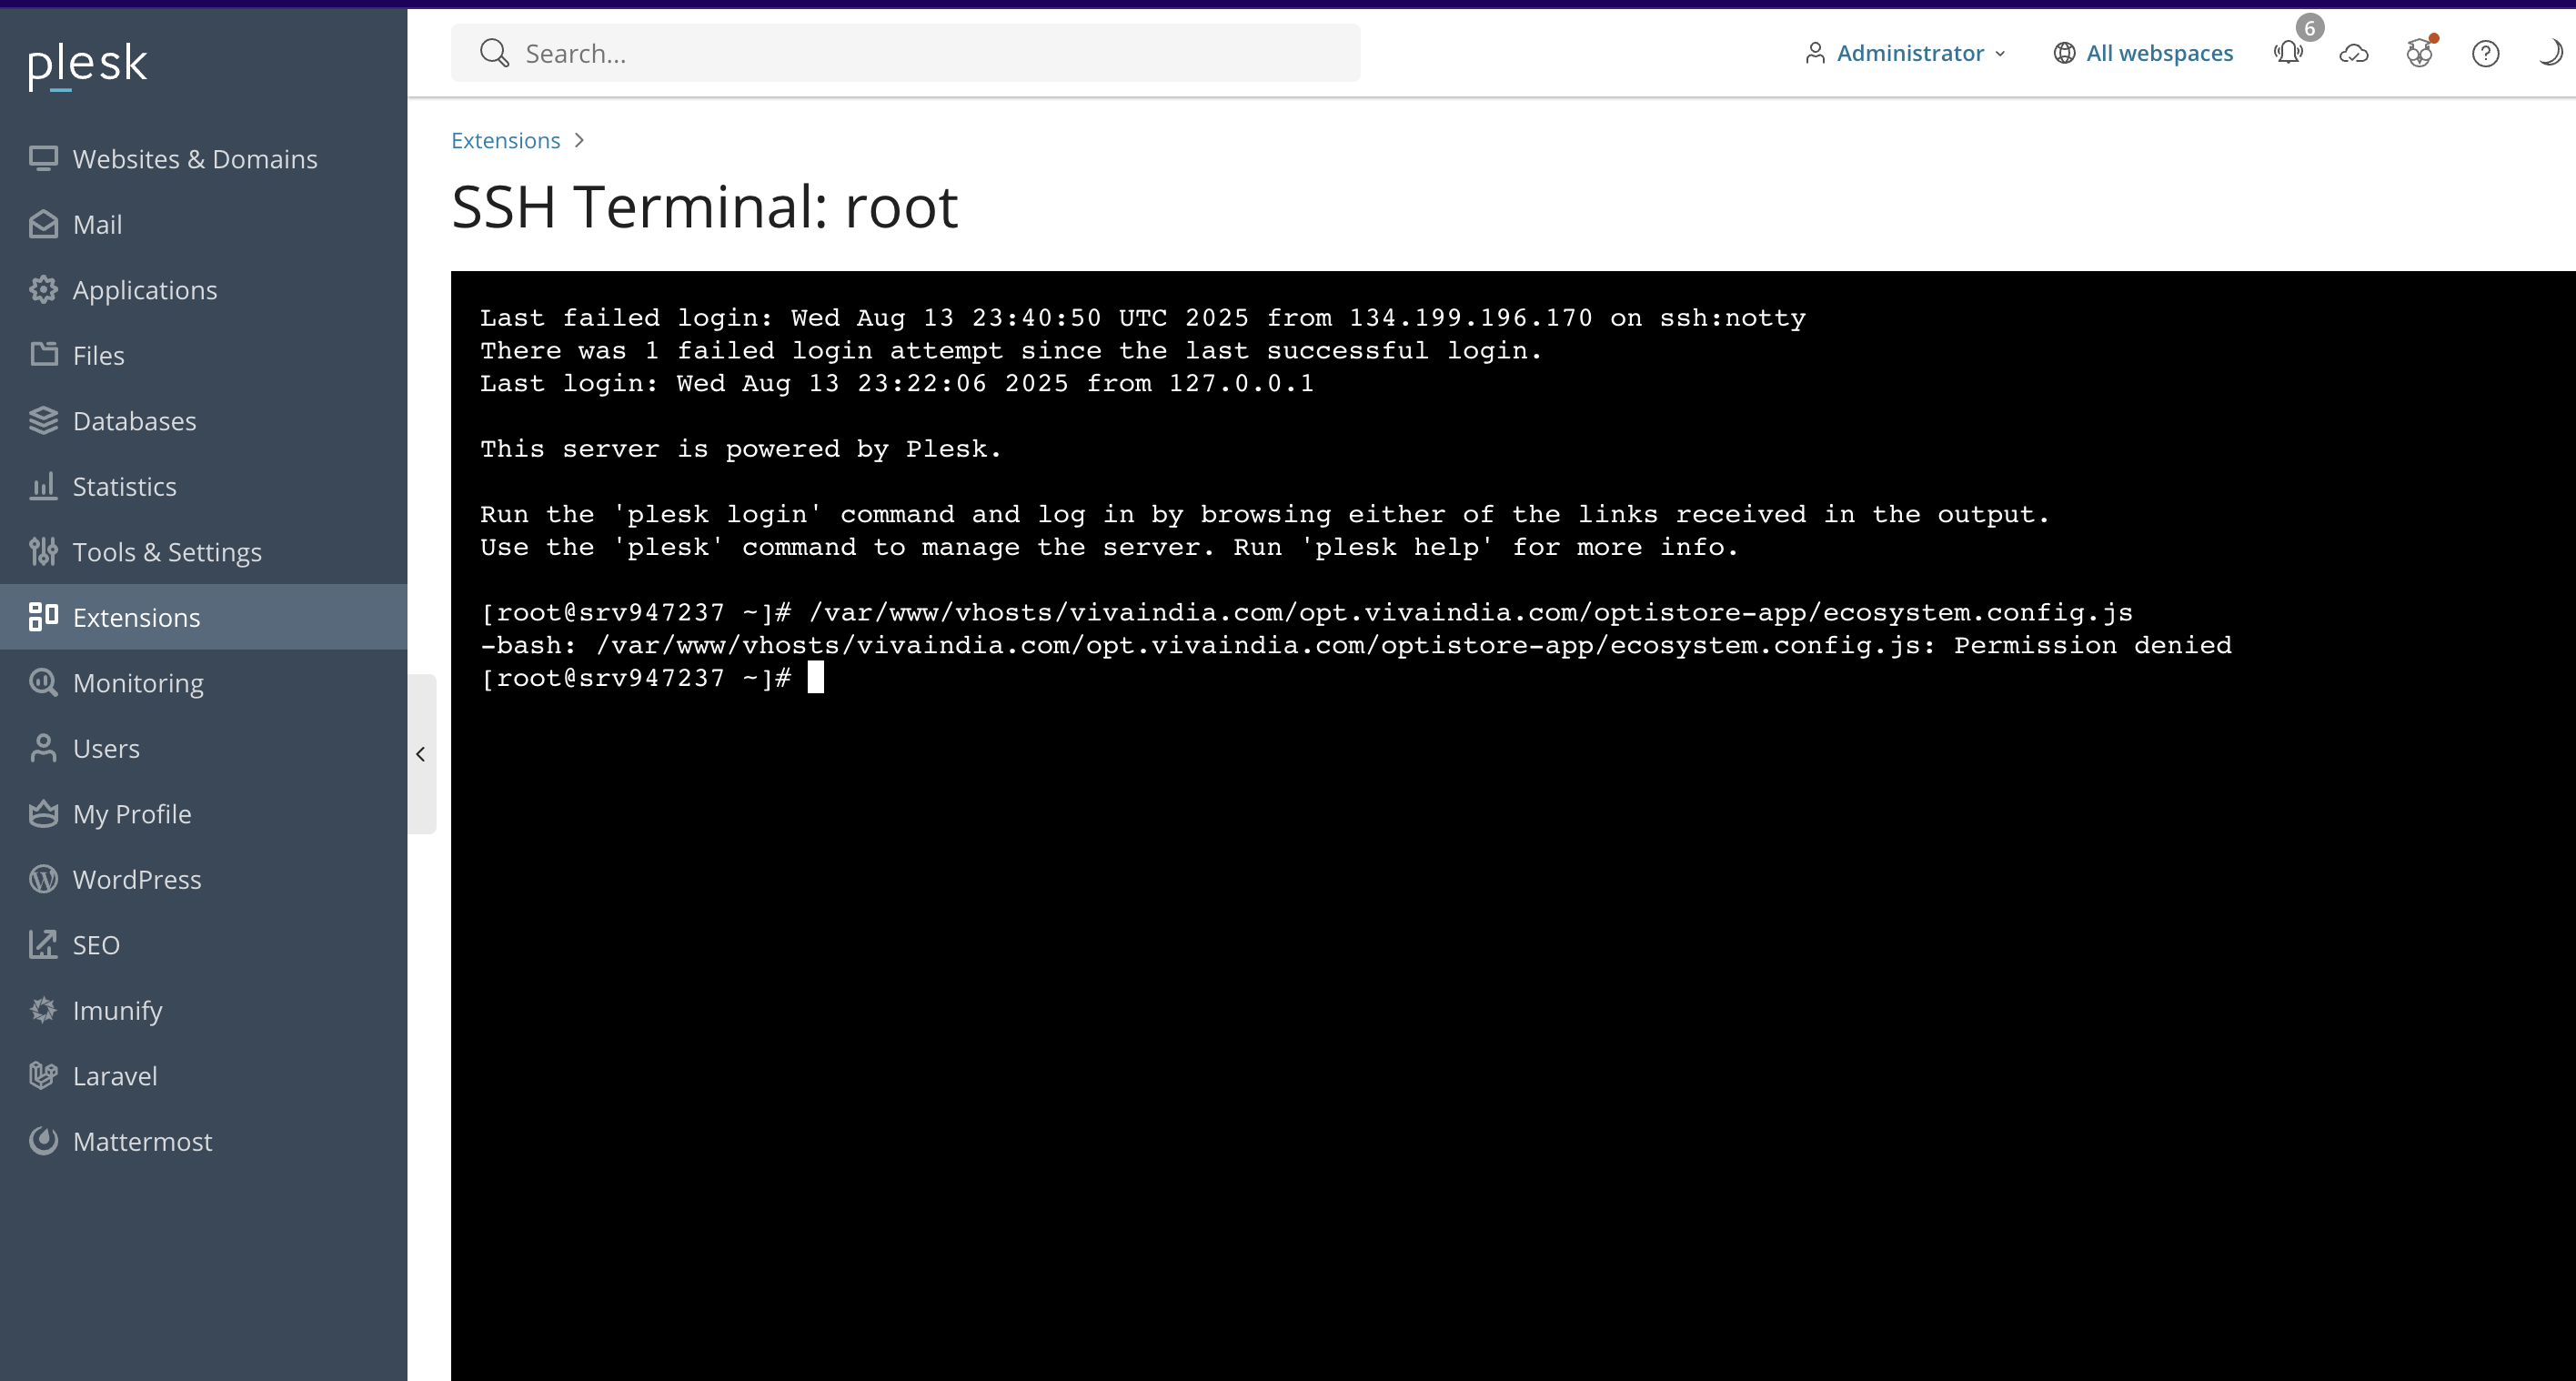 plesk
Search...
Administrator
All webspaces
6
Websites & Domains
Mail
Applications
Files
Databases
Statistics
Tools & Settings
Extensions
Monitoring
Users
My Profile
WordPress
SEO
Imunify
Laravel
Mattermost
Extensions
SSH Terminal: root
Last failed login: Wed Aug 13 23:40:50 UTC 2025 from 134.199.196.170 on ssh:notty
There was 1 failed login attempt since the last successful login.
Last login: Wed Aug 13 23:22:06 2025 from 127.0.0.1
This server is powered by Plesk.
Run the 'plesk login' command and log in by browsing either of the links received in the output.
Use the 'plesk' command to manage the server. Run 'plesk help' for more info.
[root@srv947237 ~]# /var/www/vhosts/vivaindia.com/opt.vivaindia.com/optistore-app/ecosystem.config.js
-bash: /var/www/vhosts/vivaindia.com/opt.vivaindia.com/optistore-app/ecosystem.config.js: Permission denied
[root@srv947237 ~]#